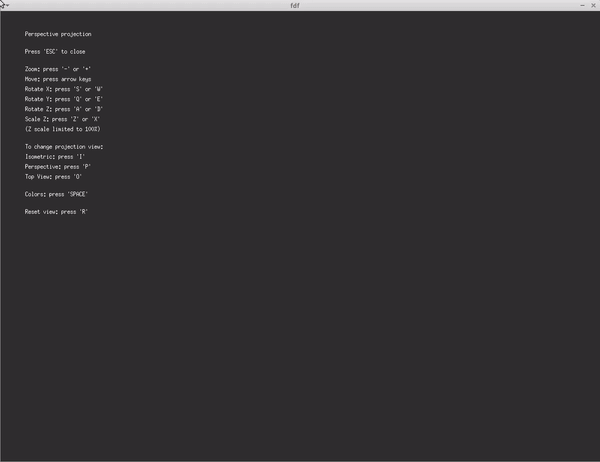 fdf
Perspective projection
Press 'ESC' to close
Zoom: press '-' or '+'
Move: press arrow keys
Rotate X: press 'S' or 'W'
Rotate Y: press 'Q' or 'E'
Rotate Z: press 'A' or 'D'
Scale Z: press 'Z' or 'X'
(Z scale limited to 100%)
To change projection view:
Isometric: press 'I'
Perspective: press 'P'
Top View: press 'O'
Colors: press 'SPACE'
Reset view: press 'R'